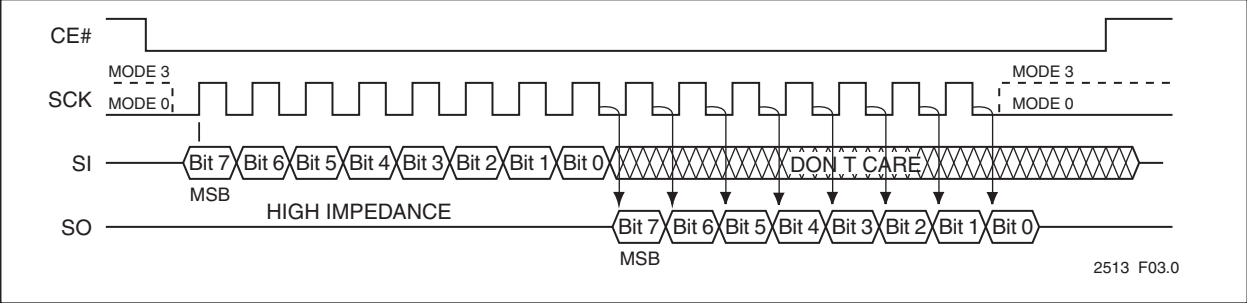 CE#
MODE 3
MODE 3
SCK
MODE 0
MODE 0
SI
Bit 7 Bit 6 Bit 5 Bit 4 Bit 3 Bit 2 Bit 1 Bit 0
DON T CARE
MSB
HIGH IMPEDANCE
SO
Bit 7 Bit 6 Bit 5 Bit 4 Bit 3 Bit 2 Bit 1 Bit 0
MSB
2513 F03.0